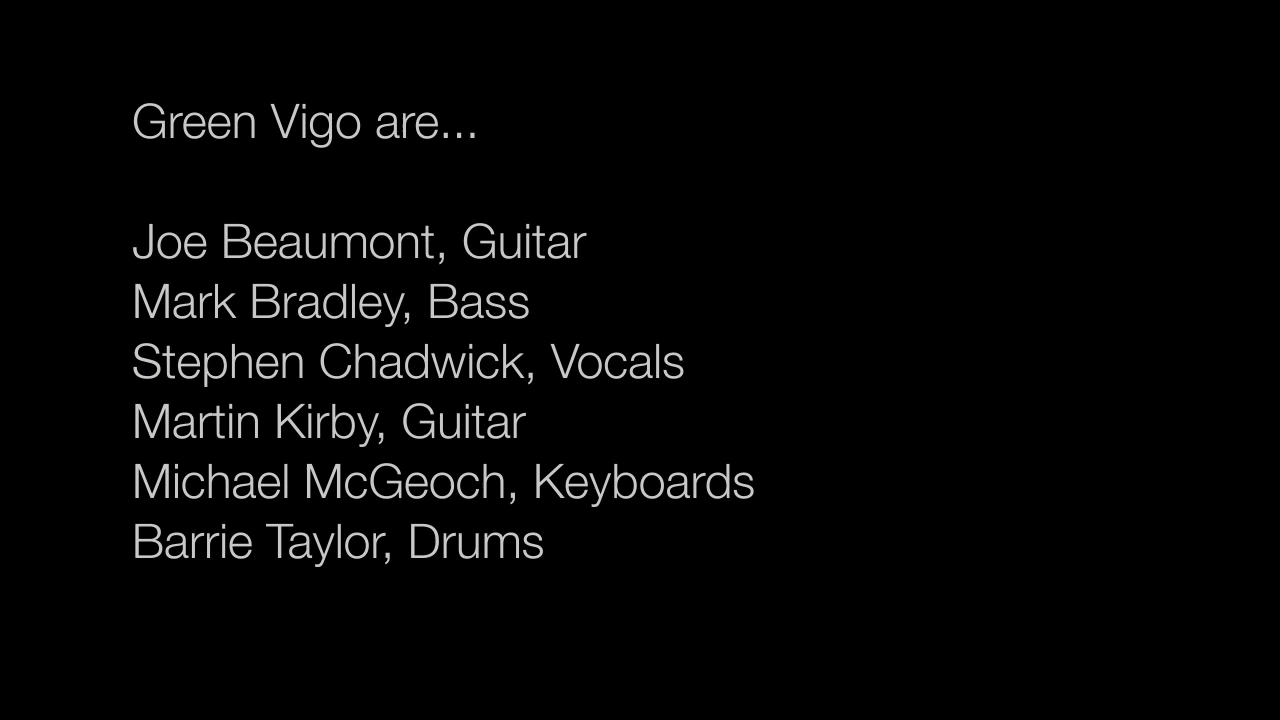 Green Vigo are...
Joe Beaumont, Guitar
Mark Bradley, Bass
Stephen Chadwick, Vocals
Martin Kirby, Guitar
Michael McGeoch, Keyboards
Barrie Taylor, Drums